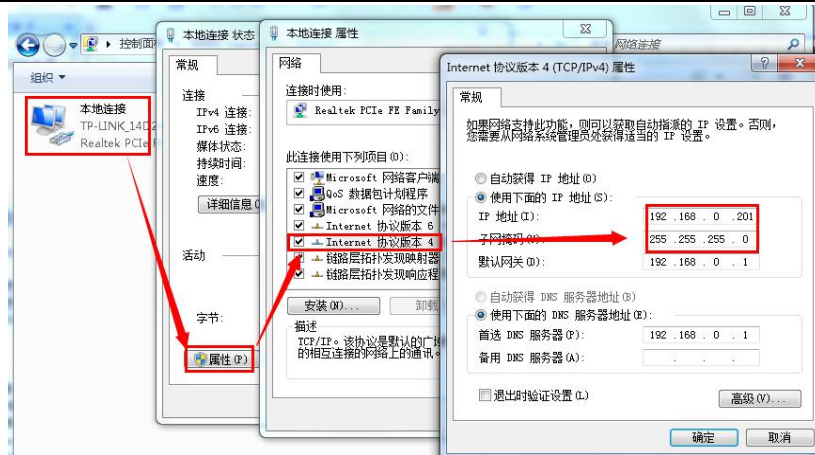 控制面
网络连接
组织
本地连接
TP-LINK_14D2
Realtek PCIe F
本地连接 状态
常规
连接
IPv4 连接:
IPv6 连接:
媒体状态:
持续时间:
速度:
详细信息
活动
字节:
属性(P)
本地连接 属性
网络
连接时使用:
Realtek PCIe FE Family
此连接使用下列项目(O):
Microsoft 网络客户端
QoS 数据包计划程序
Microsoft 网络的文件
Internet 协议版本 6
Internet 协议版本 4
链路层拓扑发现映射器
链路层拓扑发现响应程
安装(N)...
卸载
描述
TCP/IP。该协议是默认的广域
的相互连接的网络上的通讯。
Internet 协议版本 4 (TCP/IPv4) 属性
常规
如果网络支持此功能，则可以获取自动指派的 IP 设置。否则，
您需要从网络系统管理员处获得适当的 IP 设置。
自动获得 IP 地址(O)
使用下面的 IP 地址(S):
IP 地址(I): 192 .168 . 0 .201
子网掩码(U): 255 .255 .255 . 0
默认网关(D): 192 .168 . 0 . 1
自动获得 DNS 服务器地址(B)
使用下面的 DNS 服务器地址(E):
首选 DNS 服务器(P): 192 .168 . 0 . 1
备用 DNS 服务器(A): . . .
退出时验证设置(L)
高级(V)...
确定 取消